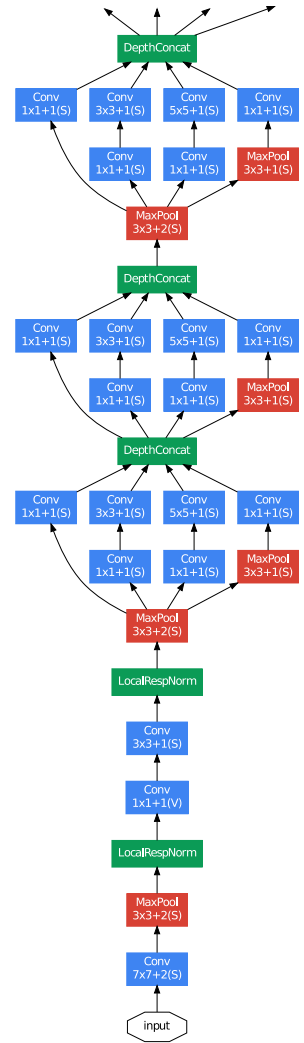 DepthConcat
Conv
1x1+1(S)
Conv
3x3+1(S)
Conv
5x5+1(S)
Conv
1x1+1(S)
Conv
1x1+1(S)
Conv
1x1+1(S)
MaxPool
3x3+1(S)
MaxPool
3x3+2(S)
DepthConcat
Conv
1x1+1(S)
Conv
3x3+1(S)
Conv
5x5+1(S)
Conv
1x1+1(S)
Conv
1x1+1(S)
Conv
1x1+1(S)
MaxPool
3x3+1(S)
DepthConcat
Conv
1x1+1(S)
Conv
3x3+1(S)
Conv
5x5+1(S)
Conv
1x1+1(S)
Conv
1x1+1(S)
Conv
1x1+1(S)
MaxPool
3x3+1(S)
MaxPool
3x3+2(S)
LocalRespNorm
Conv
3x3+1(S)
Conv
1x1+1(V)
LocalRespNorm
MaxPool
3x3+2(S)
Conv
7x7+2(S)
input